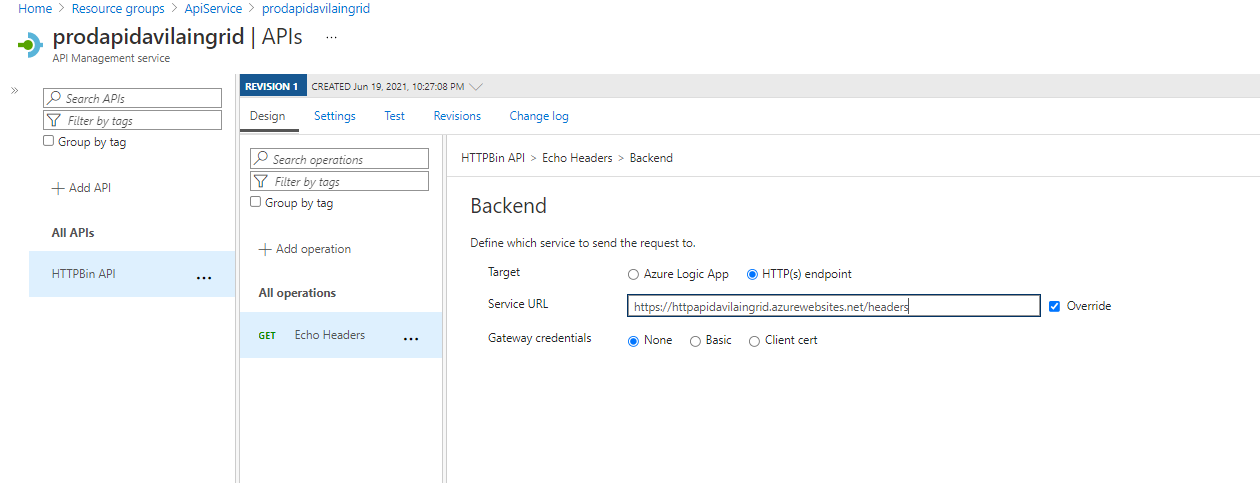 Home > Resource groups > ApiService > prodapidavilaingrid
prodapidavilaingrid | APIs ...
API Management service
»
Search APIs
Filter by tags
Group by tag
+ Add API
All APIs
HTTPBin API ...
REVISION 1 CREATED Jun 19, 2021, 10:27:08 PM
Design Settings Test Revisions Change log
Search operations
Filter by tags
Group by tag
+ Add operation
All operations
GET Echo Headers ...
HTTPBin API > Echo Headers > Backend
Backend
Define which service to send the request to.
Target Azure Logic App HTTP(s) endpoint
Service URL https://httpapidavilaingrid.azurewebsites.net/headers Override
Gateway credentials None Basic Client cert